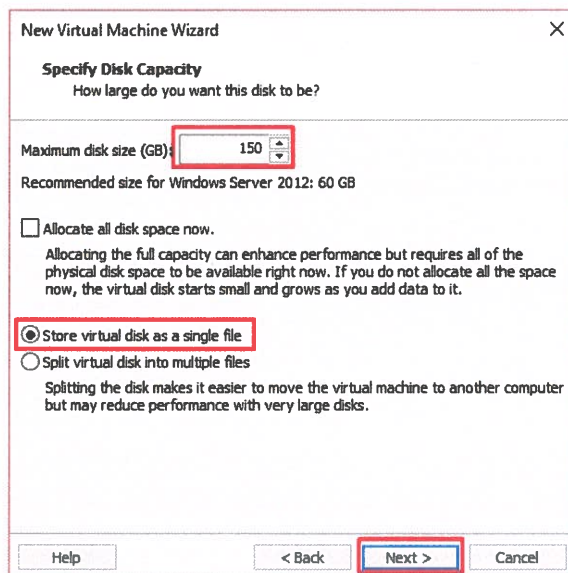 New Virtual Machine Wizard
Specify Disk Capacity
How large do you want this disk to be?
Maximum disk size (GB): 150
Recommended size for Windows Server 2012: 60 GB
Allocate all disk space now.
Allocating the full capacity can enhance performance but requires all of the
physical disk space to be available right now. If you do not allocate all the space
now, the virtual disk starts small and grows as you add data to it.
Store virtual disk as a single file
Split virtual disk into multiple files
Splitting the disk makes it easier to move the virtual machine to another computer
but may reduce performance with very large disks.
Help < Back Next > Cancel